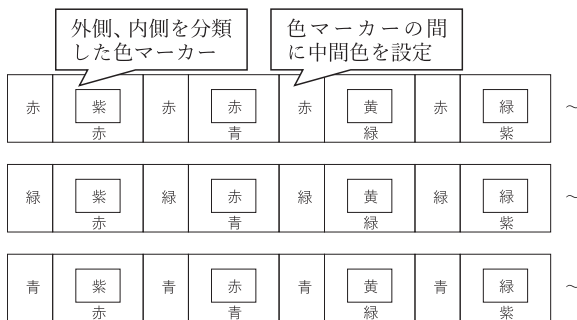 外側、内側を分類
した色マーカー
色マーカーの間
に中間色を設定
赤 紫 赤 赤 赤 黄 赤 緑 ～
赤 青 緑 紫
緑 紫 緑 赤 緑 黄 緑 緑 ～
赤 青 緑 紫
青 紫 青 赤 青 黄 青 緑 ～
赤 青 緑 紫